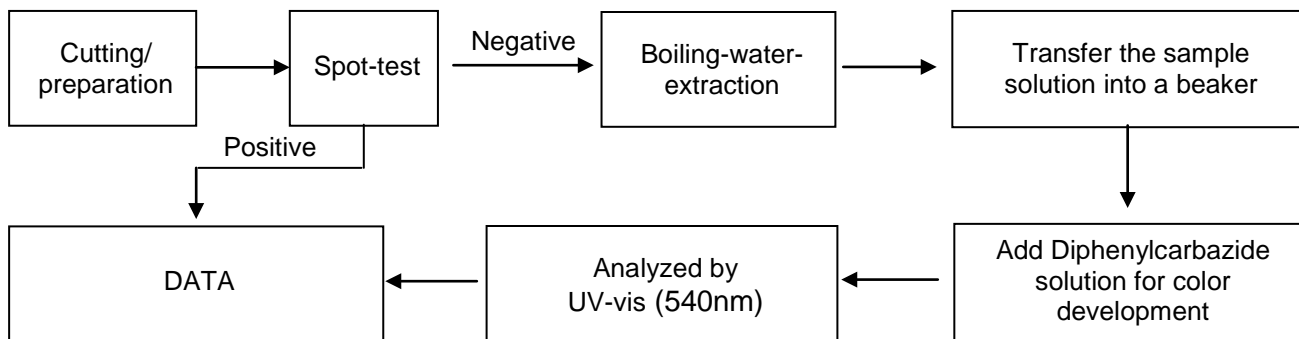 Cutting/
preparation
Spot-test
Negative
Boiling-water-
extraction
Transfer the sample
solution into a beaker
Positive
DATA
Analyzed by
UV-vis (540nm)
Add Diphenylcarbazide
solution for color
development